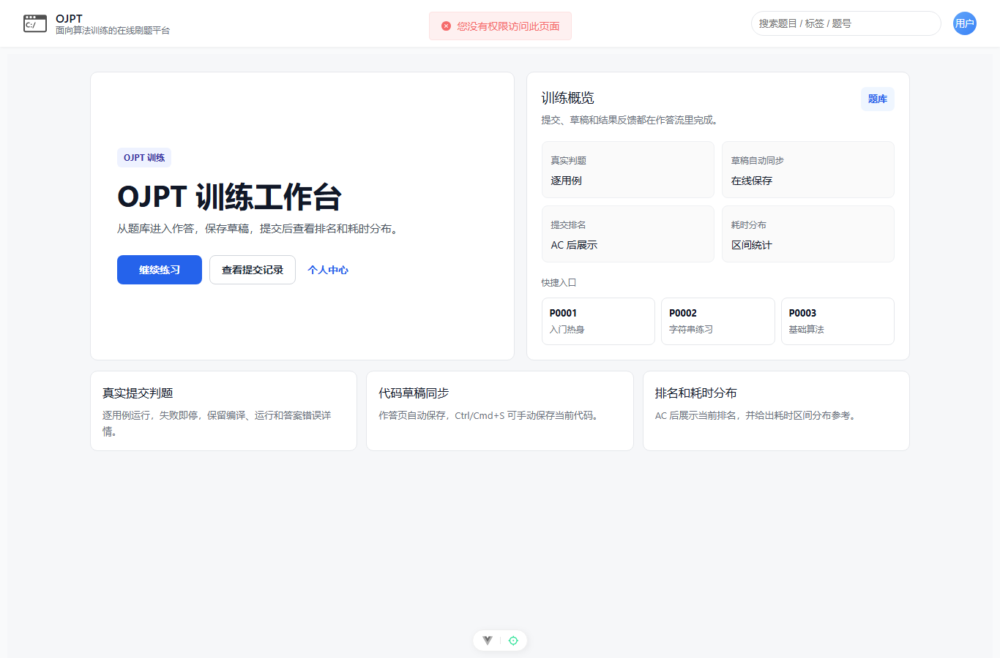 OJPT
面向算法训练的在线刷题平台
您没有权限访问此页面
搜索题目 / 标签 / 题号
用户
OJPT 训练
OJPT 训练工作台
从题库进入作答，保存草稿，提交后查看排名和耗时分布。
继续练习
查看提交记录
个人中心
训练概览
题库
提交、草稿和结果反馈都在作答流里完成。
真实判题
逐用例
草稿自动同步
在线保存
提交排名
AC 后展示
耗时分布
区间统计
快捷入口
P0001
入门热身
P0002
字符串练习
P0003
基础算法
真实提交判题
逐用例运行，失败即停，保留编译、运行和答案错误详
情。
代码草稿同步
作答页自动保存，Ctrl/Cmd+S 可手动保存当前代码。
排名和耗时分布
AC 后展示当前排名，并给出耗时区间分布参考。
C:/